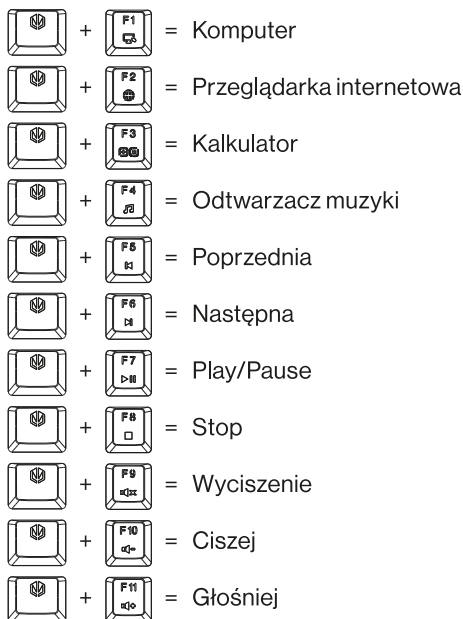 + F1 = Komputer
+ F2 = Przeglądarka internetowa
+ F3 = Kalkulator
+ F4 = Odtwarzacz muzyki
+ F5 = Poprzednia
+ F6 = Następna
+ F7 = Play/Pause
+ F8 = Stop
+ F9 = Wyciszenie
+ F10 = Ciszej
+ F11 = Głośniej